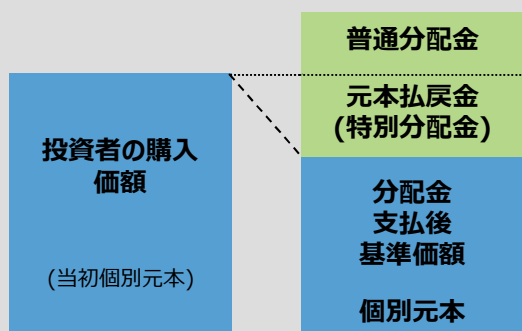 投資者の購入
価額
(当初個別元本)
普通分配金
元本払戻金
(特別分配金)
分配金
支払後
基準価額
個別元本